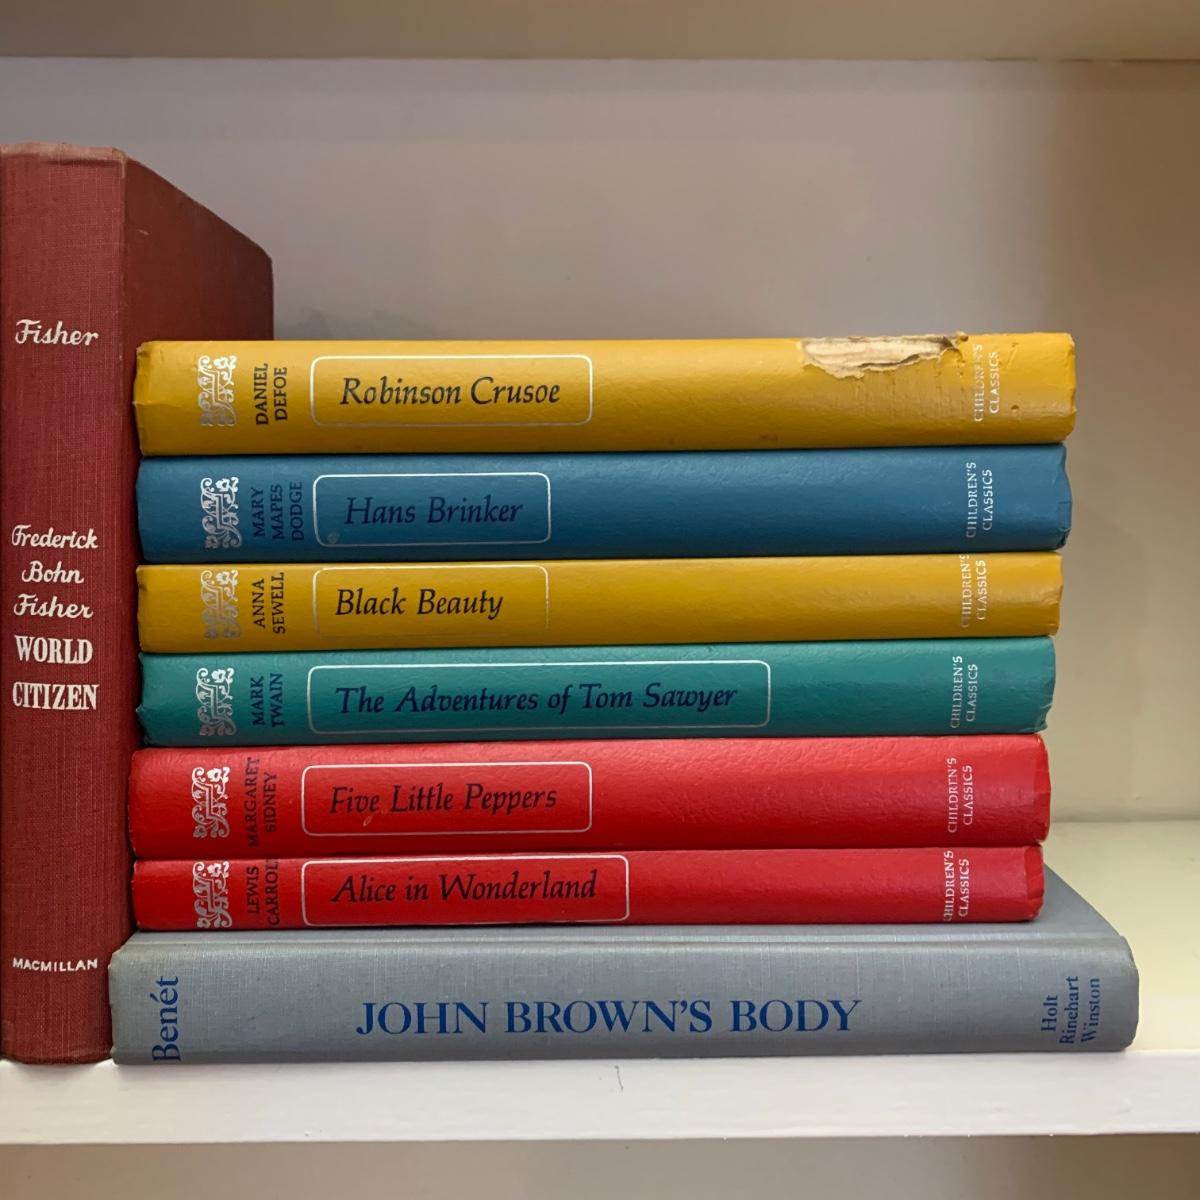 Fisher
Frederick
Bohn
Fisher
WORLD
CITIZEN
MACMILLAN
DANIEL
DEFOE
Robinson Crusoe
CHILDREN'S
CLASSICS
MARY
MAPES
DODGE
Hans Brinker
CHILDREN'S
CLASSICS
ANNA
SEWELL
Black Beauty
CHILDREN'S
CLASSICS
MARK
TWAIN
The Adventures of Tom Sawyer
CHILDREN'S
CLASSICS
MARGARET
SIDNEY
Five Little Peppers
CHILDREN'S
CLASSICS
LEWIS
CARROLL
Alice in Wonderland
CHILDREN'S
CLASSICS
Benét
JOHN BROWN'S BODY
Holt
Rinehart
Winston